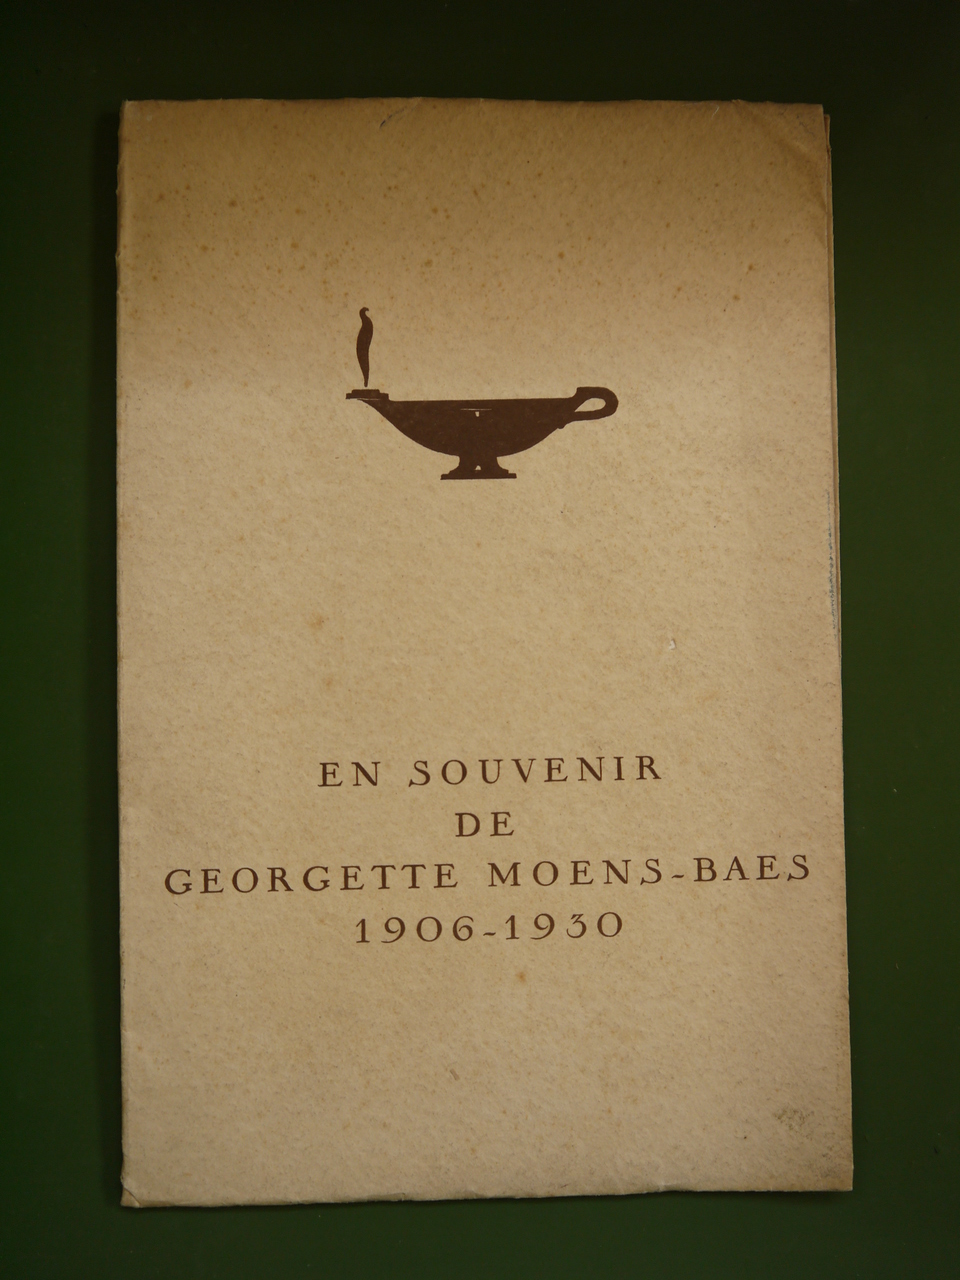 EN SOUVENIR
DE
GEORGETTE MOENS-BAES
1906-1930